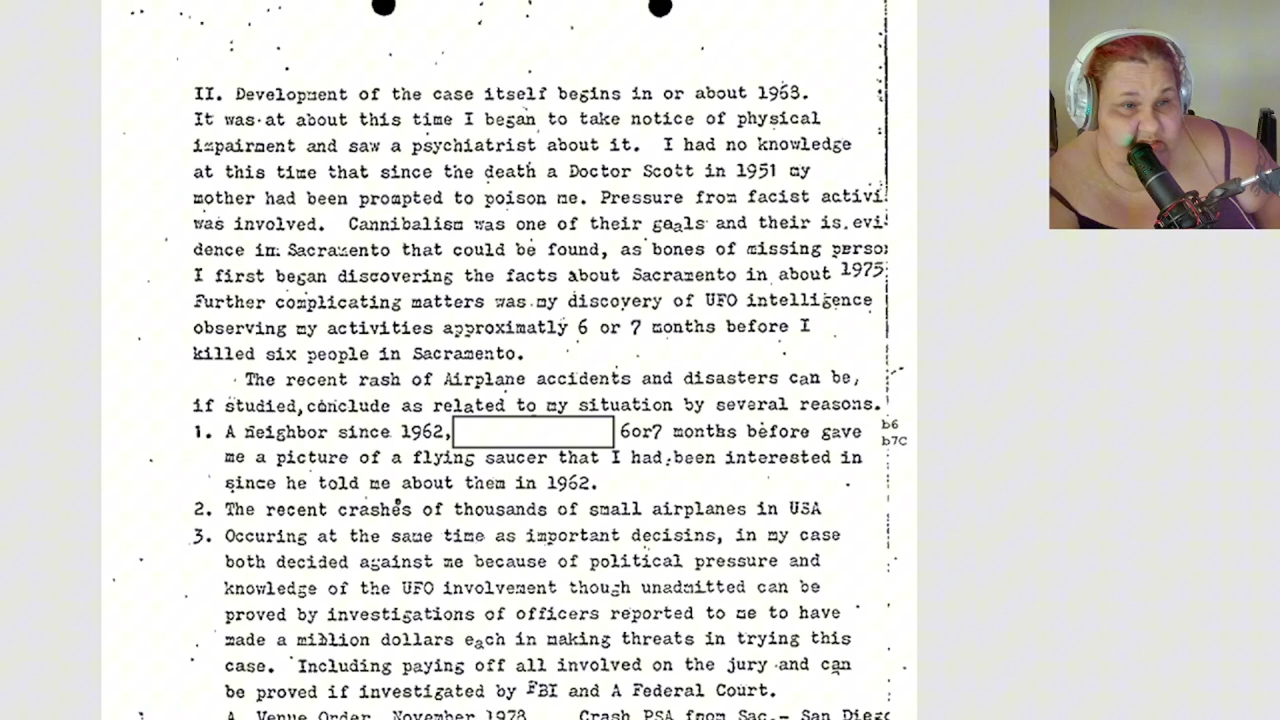 II. Development of the case itself begins in or about 1963.
It was at about this time I began to take notice of physical
impairment and saw a psychiatrist about it. I had no knowledge
at this time that since the death a Doctor Scott in 1951 my
mother had been prompted to poison me. Pressure from facist activi
was involved. Cannibalism was one of their goals and their is evi
dence in Sacramento that could be found, as bones of missing perso
I first began discovering the facts about Sacramento in about 1975
Further complicating matters was my discovery of UFO intelligence
observing my activities approximatly 6 or 7 months before I
killed six people in Sacramento.
The recent rash of Airplane accidents and disasters can be,
if studied,conclude as related to my situation by several reasons.
1. A neighbor since 1962, 6or7 months before gave
b6
b7C
me a picture of a flying saucer that I had been interested in
since he told me about them in 1962.
2. The recent crashes of thousands of small airplanes in USA
3. Occuring at the same time as important decisins, in my case
both decided against me because of political pressure and
knowledge of the UFO involvement though unadmitted can be
proved by investigations of officers reported to me to have
made a million dollars each in making threats in trying this
case. Including paying off all involved on the jury and can
be proved if investigated by FBI and A Federal Court.
A. Venue Order, November 1978 Crash PSA from Sac.- San Diego